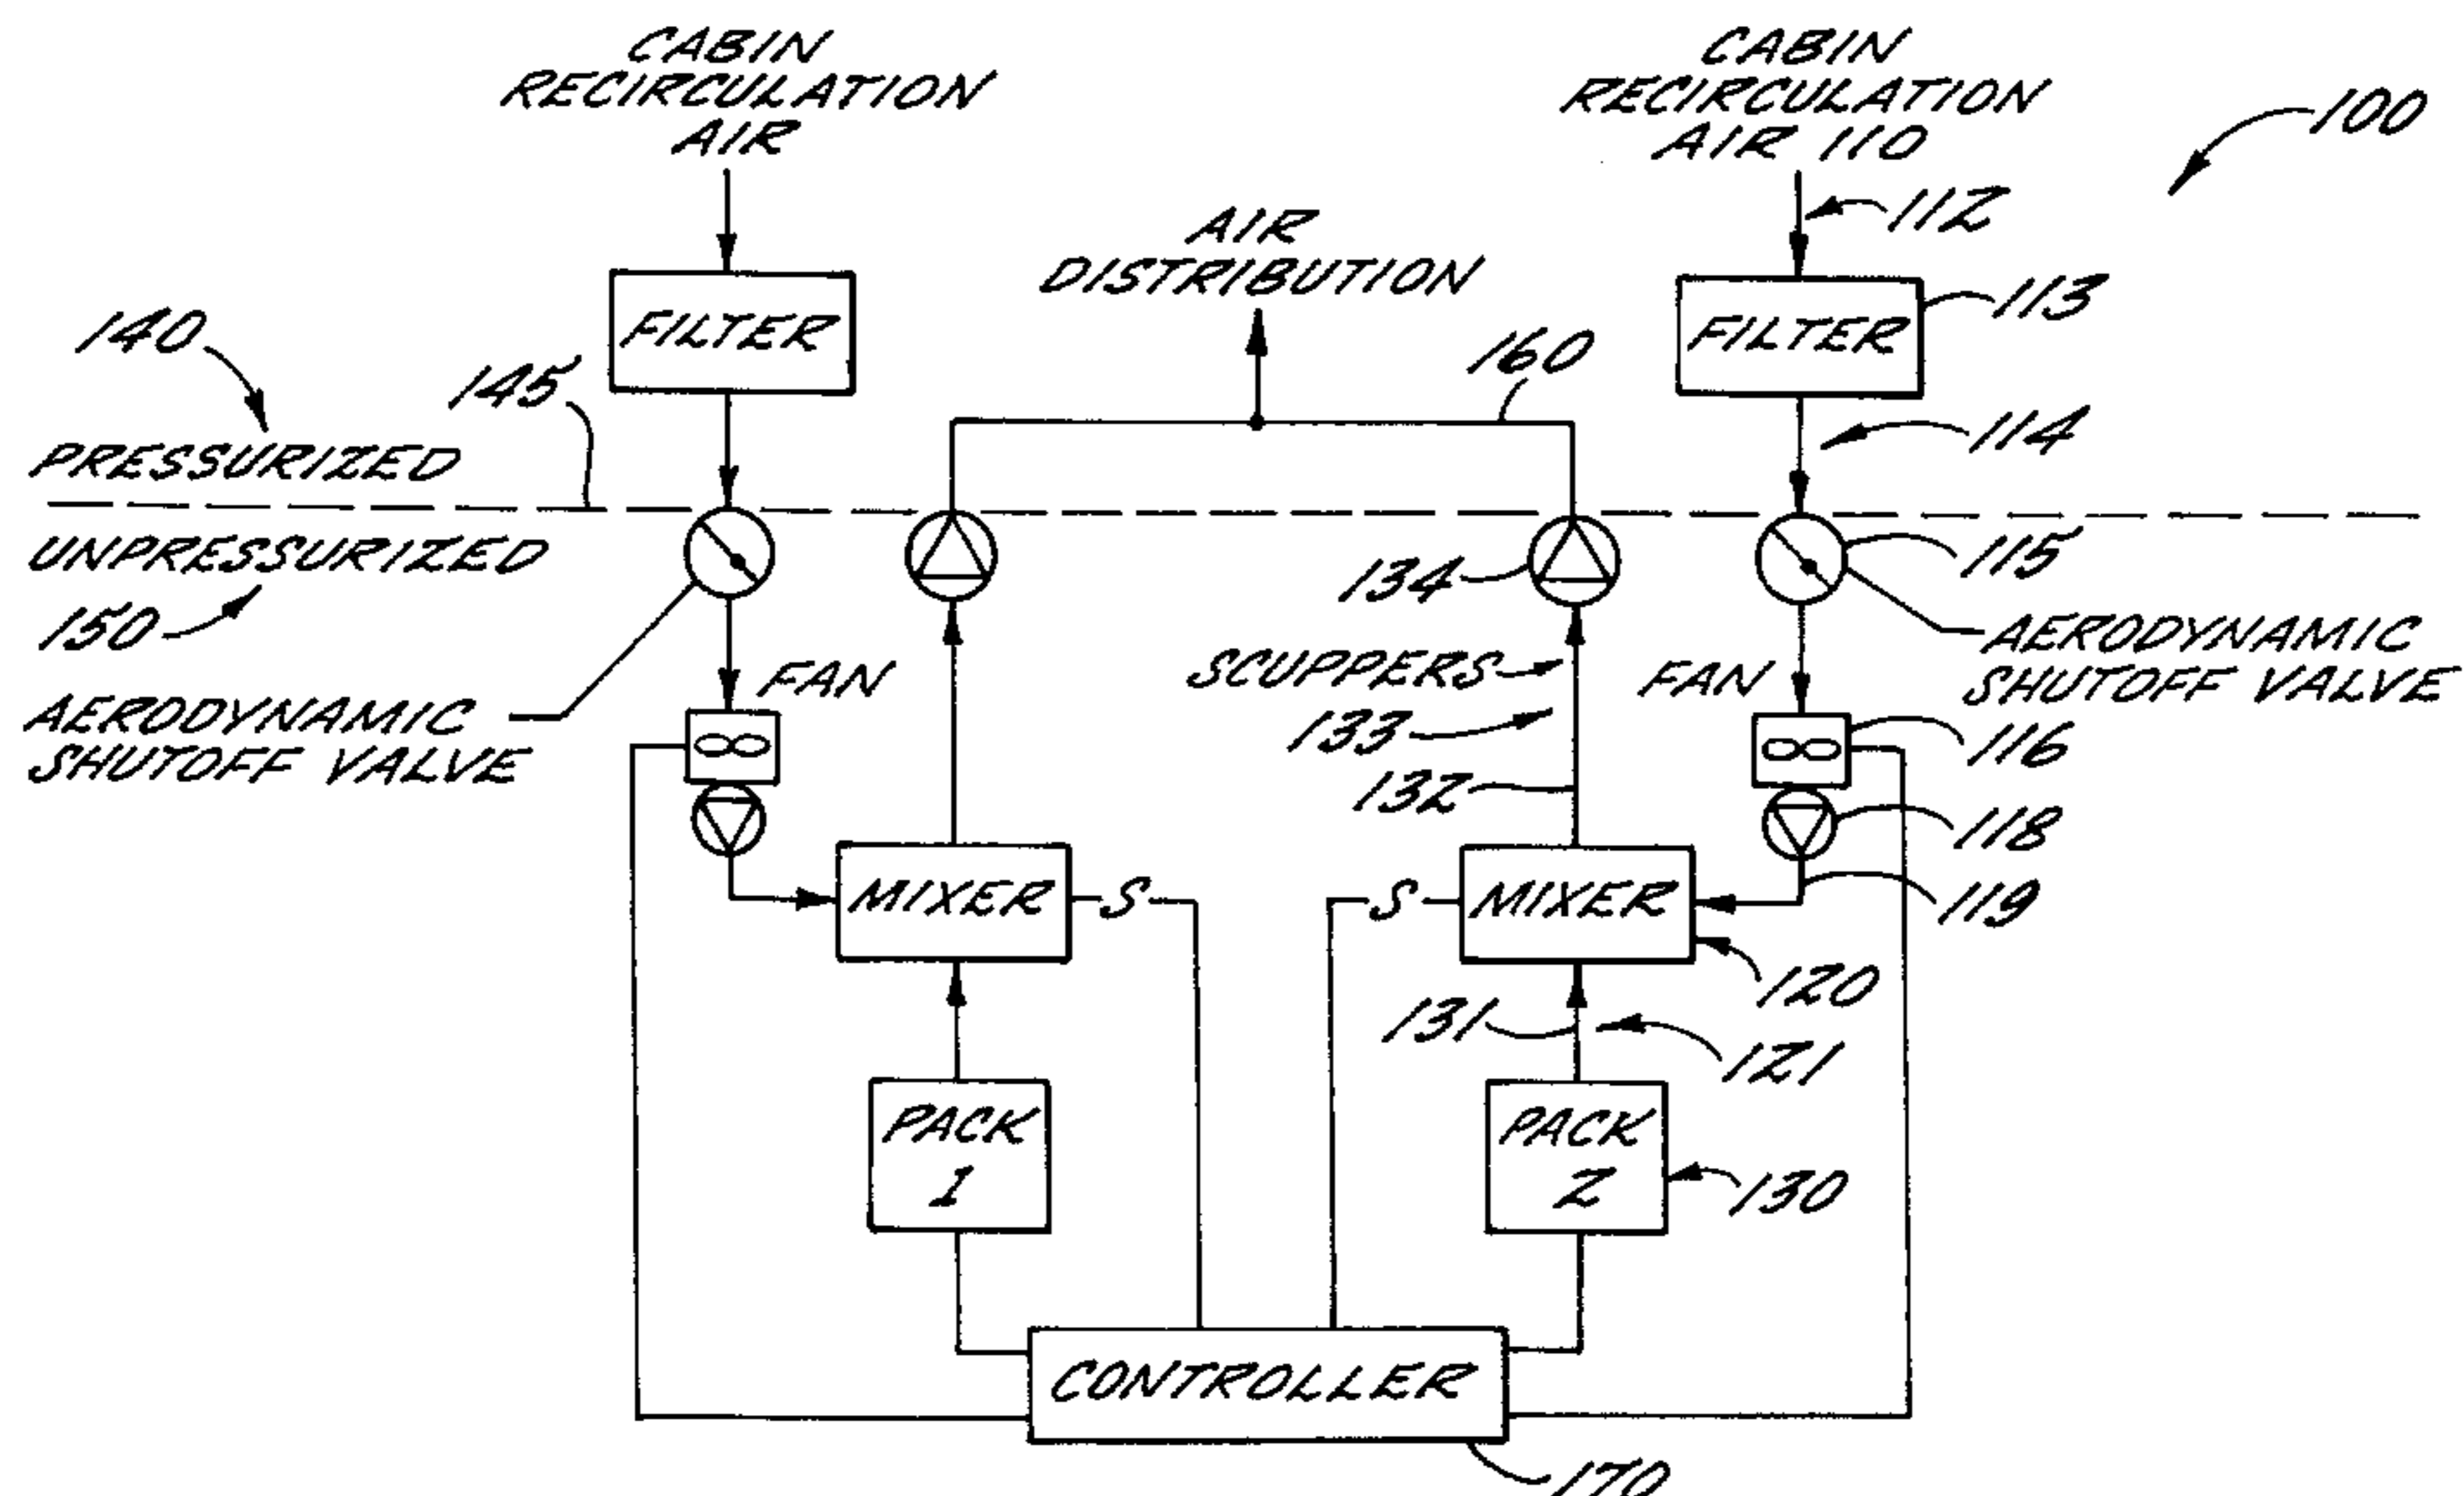 CABIN
RECIRCULATION
AIR
CABIN
RECIRCULATION
AIR 110
100
112
AIR
DISTRIBUTION
FILTER
FILTER
113
140
145
160
114
PRESSURIZED
UNPRESSURIZED
150
134
115
AERODYNAMIC
SHUTOFF VALVE
SCUPPERS
FAN
FAN
AERODYNAMIC
SHUTOFF VALVE
133
116
132
118
MIXER
S
S
MIXER
119
120
131
121
PACK
1
PACK
2
130
CONTROLLER
170